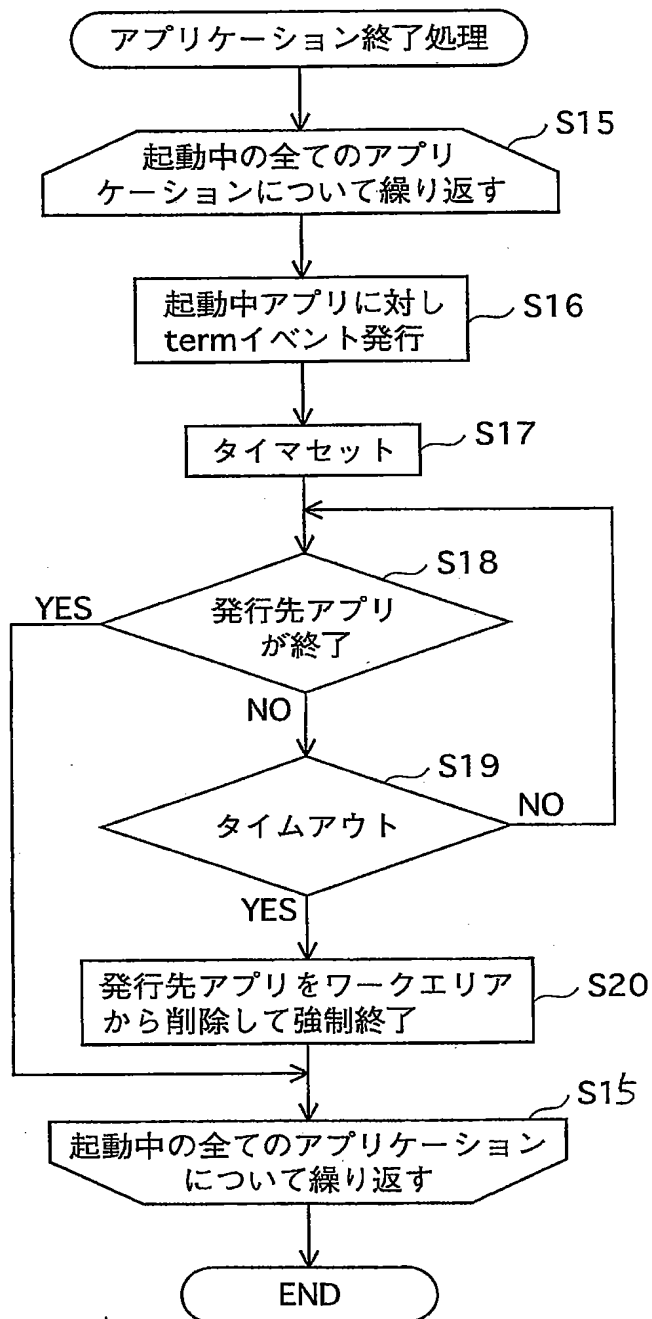 アプリケーション終了処理
S15
起動中の全てのアプリ
ケーションについて繰り返す
起動中アプリに対し
termイベント発行
S16
タイマセット
S17
S18
YES
発行先アプリ
が終了
NO
S19
タイムアウト
NO
YES
発行先アプリをワークエリア
から削除して強制終了
S20
S15
起動中の全てのアプリケーション
について繰り返す
END